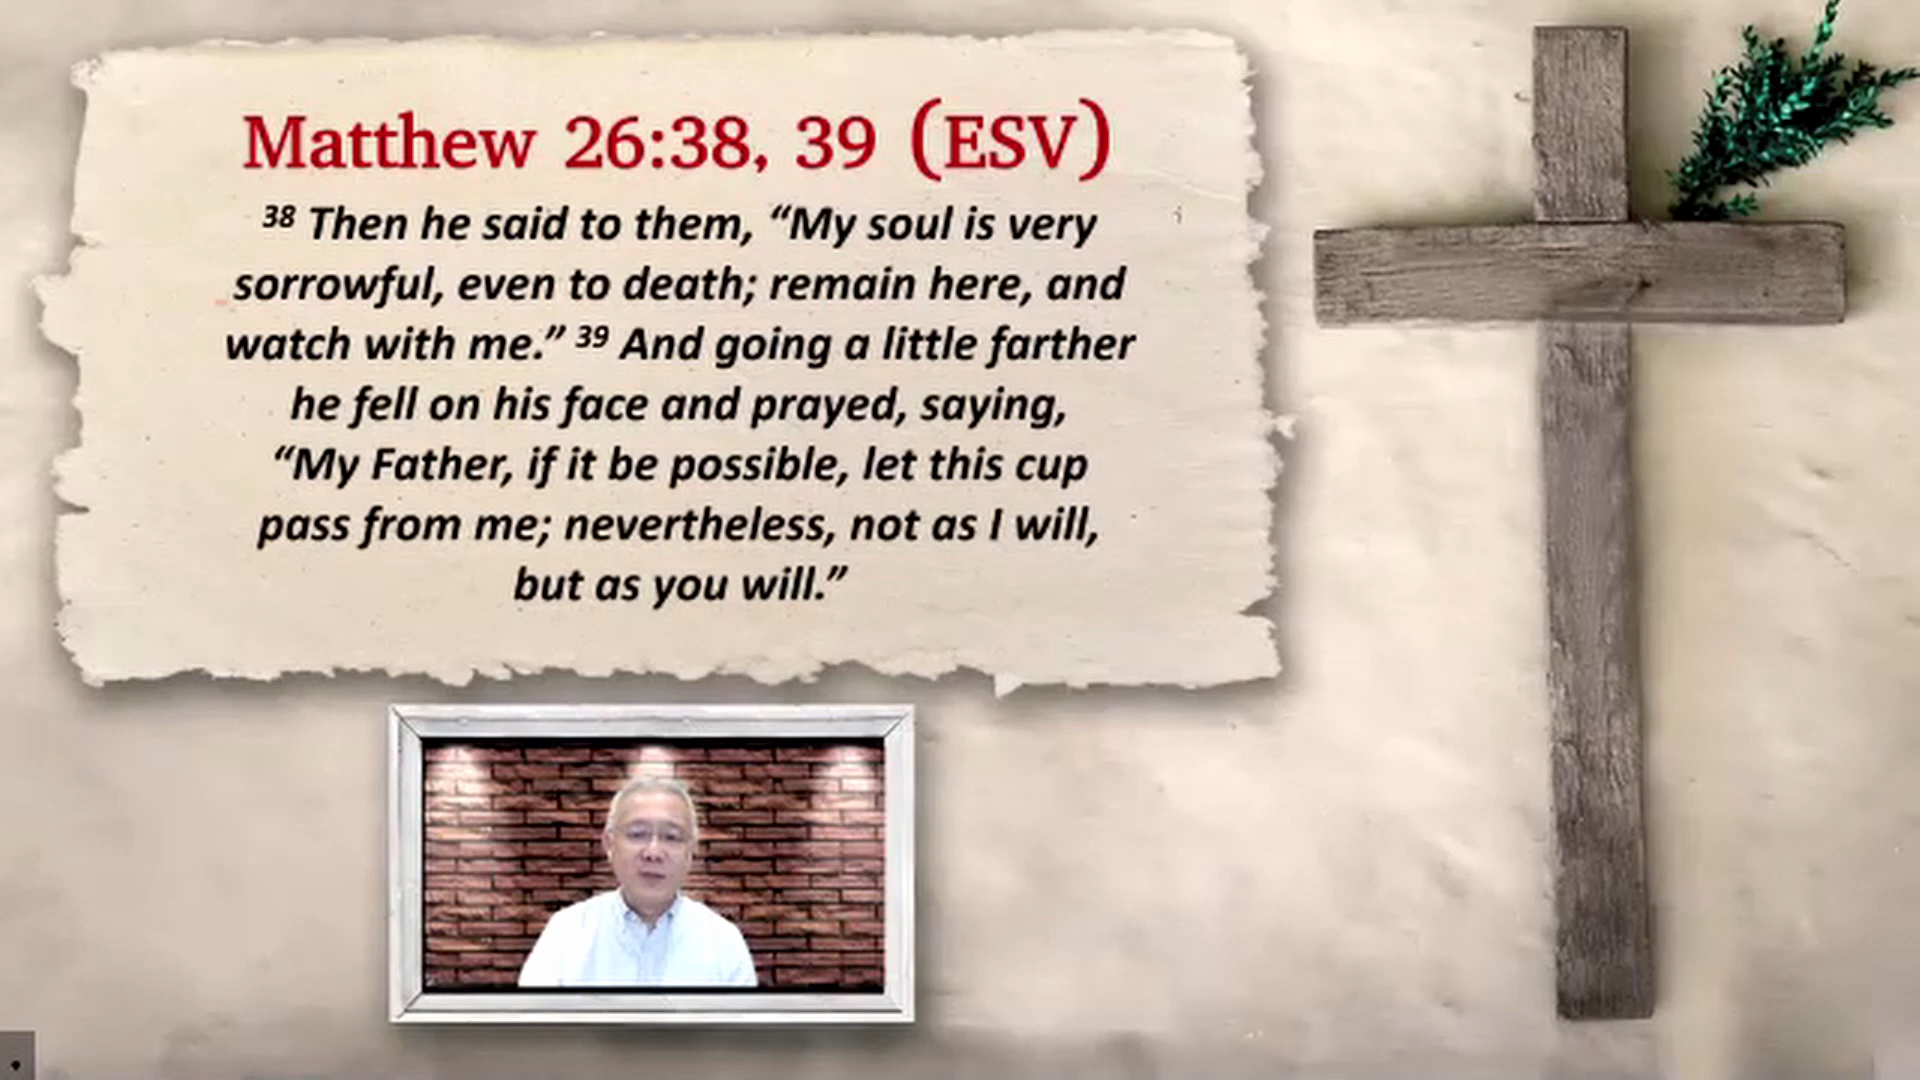 Matthew 26:38, 39 (ESV)
38 Then he said to them, “My soul is very
sorrowful, even to death; remain here, and
watch with me.” 39 And going a little farther
he fell on his face and prayed, saying,
“My Father, if it be possible, let this cup
pass from me; nevertheless, not as I will,
but as you will.”